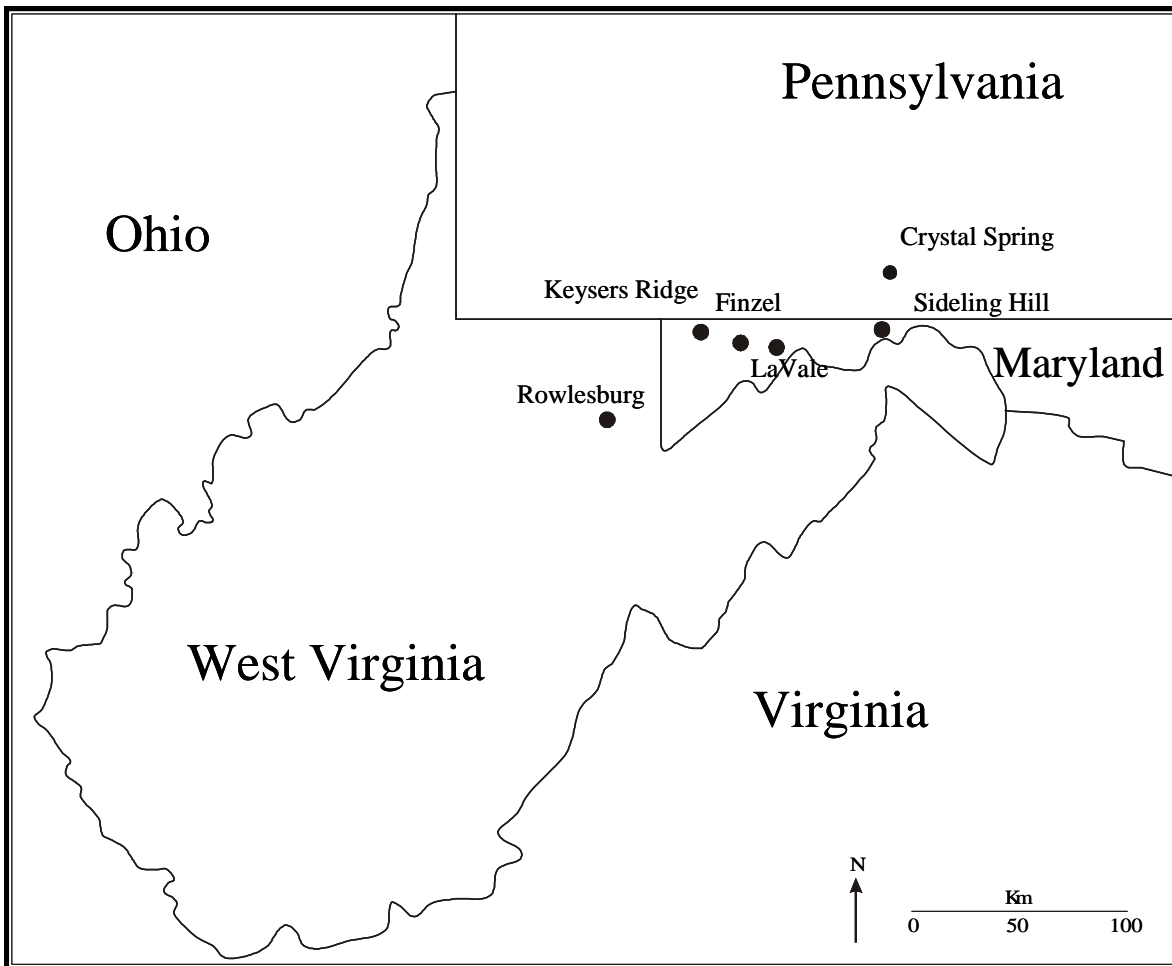 Pennsylvania
Ohio
Crystal Spring
Keysers Ridge
Finzel
Sideling Hill
LaVale
Maryland
Rowlesburg
West Virginia
Virginia
N
Km
0 50 100